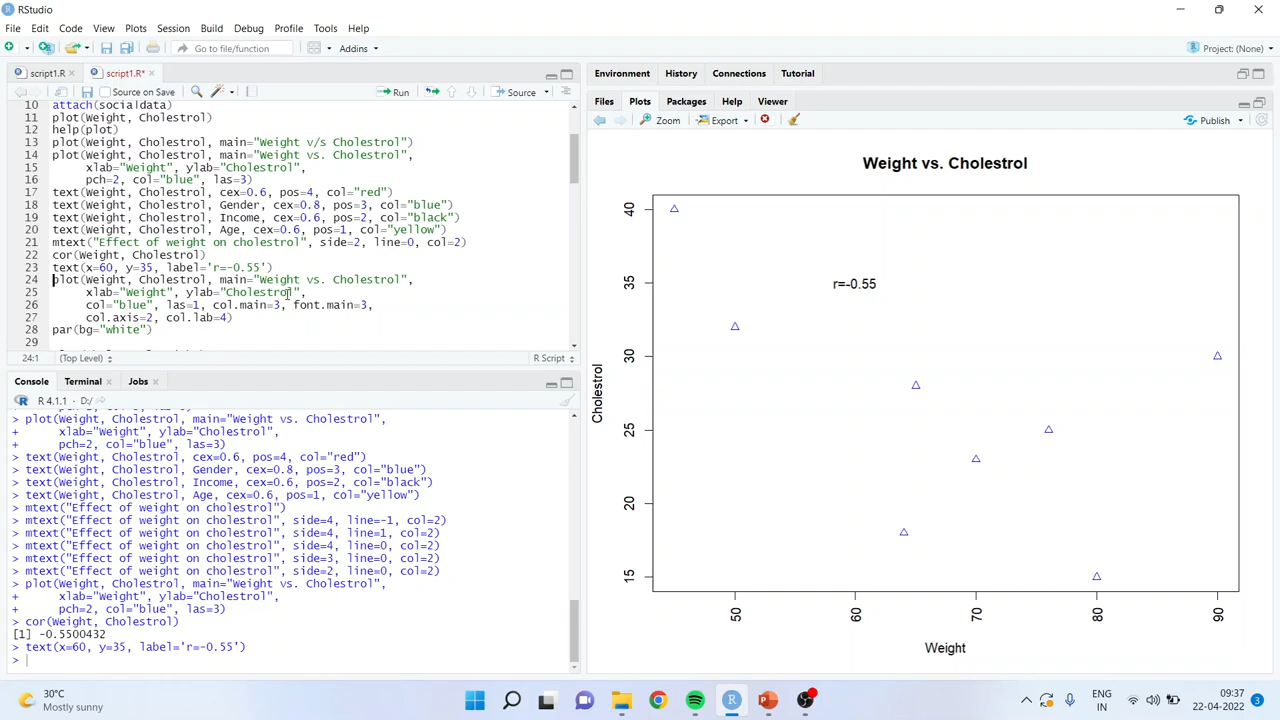 RStudio
File Edit Code View Plots Session Build Debug Profile Tools Help
Go to file/function Addins Project: (None)
script1.R script1.R*
Source on Save Run Source
10 attach(socialdata)
11 plot(Weight, Cholestrol)
12 help(plot)
13 plot(Weight, Cholestrol, main="Weight v/s Cholestrol")
14 plot(Weight, Cholestrol, main="Weight vs. Cholestrol",
15 xlab="Weight", ylab="Cholestrol",
16 pch=2, col="blue", las=3)
17 text(Weight, Cholestrol, cex=0.6, pos=4, col="red")
18 text(Weight, Cholestrol, Gender, cex=0.8, pos=3, col="blue")
19 text(Weight, Cholestrol, Income, cex=0.6, pos=2, col="black")
20 text(Weight, Cholestrol, Age, cex=0.6, pos=1, col="yellow")
21 mtext("Effect of weight on cholestrol", side=2, line=0, col=2)
22 cor(Weight, Cholestrol)
23 text(x=60, y=35, label='r=-0.55')
24 plot(Weight, Cholestrol, main="Weight vs. Cholestrol",
25 xlab="Weight", ylab="Cholestrol",
26 col="blue", las=1, col.main=3, font.main=3,
27 col.axis=2, col.lab=4)
28 par(bg="white")
29
24:1 (Top Level) R Script
Console Terminal Jobs
R 4.1.1 · D:/
> plot(Weight, Cholestrol, main="Weight vs. Cholestrol",
+ xlab="Weight", ylab="Cholestrol",
+ pch=2, col="blue", las=3)
> text(Weight, Cholestrol, cex=0.6, pos=4, col="red")
> text(Weight, Cholestrol, Gender, cex=0.8, pos=3, col="blue")
> text(Weight, Cholestrol, Income, cex=0.6, pos=2, col="black")
> text(Weight, Cholestrol, Age, cex=0.6, pos=1, col="yellow")
> mtext("Effect of weight on cholestrol")
> mtext("Effect of weight on cholestrol", side=4, line=-1, col=2)
> mtext("Effect of weight on cholestrol", side=4, line=1, col=2)
> mtext("Effect of weight on cholestrol", side=4, line=0, col=2)
> mtext("Effect of weight on cholestrol", side=3, line=0, col=2)
> mtext("Effect of weight on cholestrol", side=2, line=0, col=2)
> plot(Weight, Cholestrol, main="Weight vs. Cholestrol",
+ xlab="Weight", ylab="Cholestrol",
+ pch=2, col="blue", las=3)
> cor(Weight, Cholestrol)
[1] -0.5500432
> text(x=60, y=35, label='r=-0.55')
>
Environment History Connections Tutorial
Files Plots Packages Help Viewer
Zoom Export Publish
Weight vs. Cholestrol
40
35
30
25
20
15
Cholestrol
r=-0.55
50 60 70 80 90
Weight
30°C
Mostly sunny
ENG
IN
09:37
22-04-2022
3